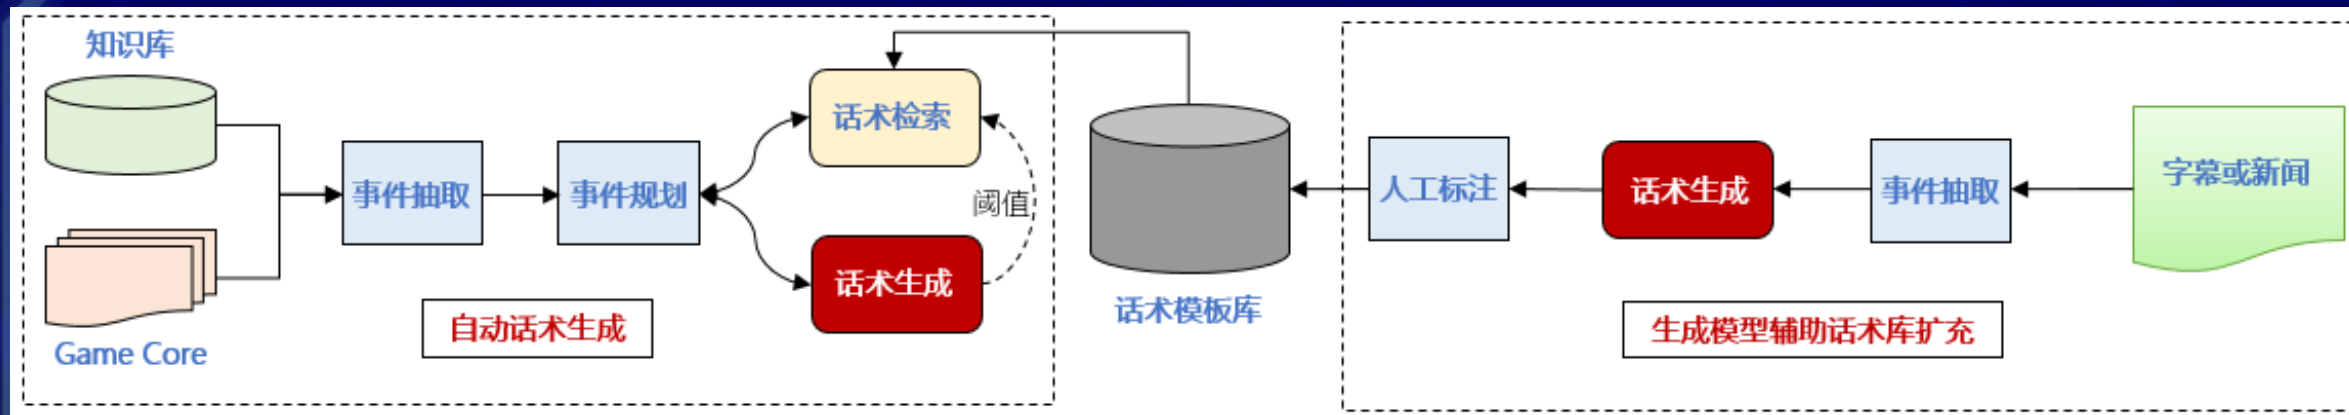 知识库
Game Core
事件抽取
事件规划
话术检索
阈值
话术生成
自动话术生成
话术模板库
人工标注
话术生成
事件抽取
字幕或新闻
生成模型辅助话术库扩充